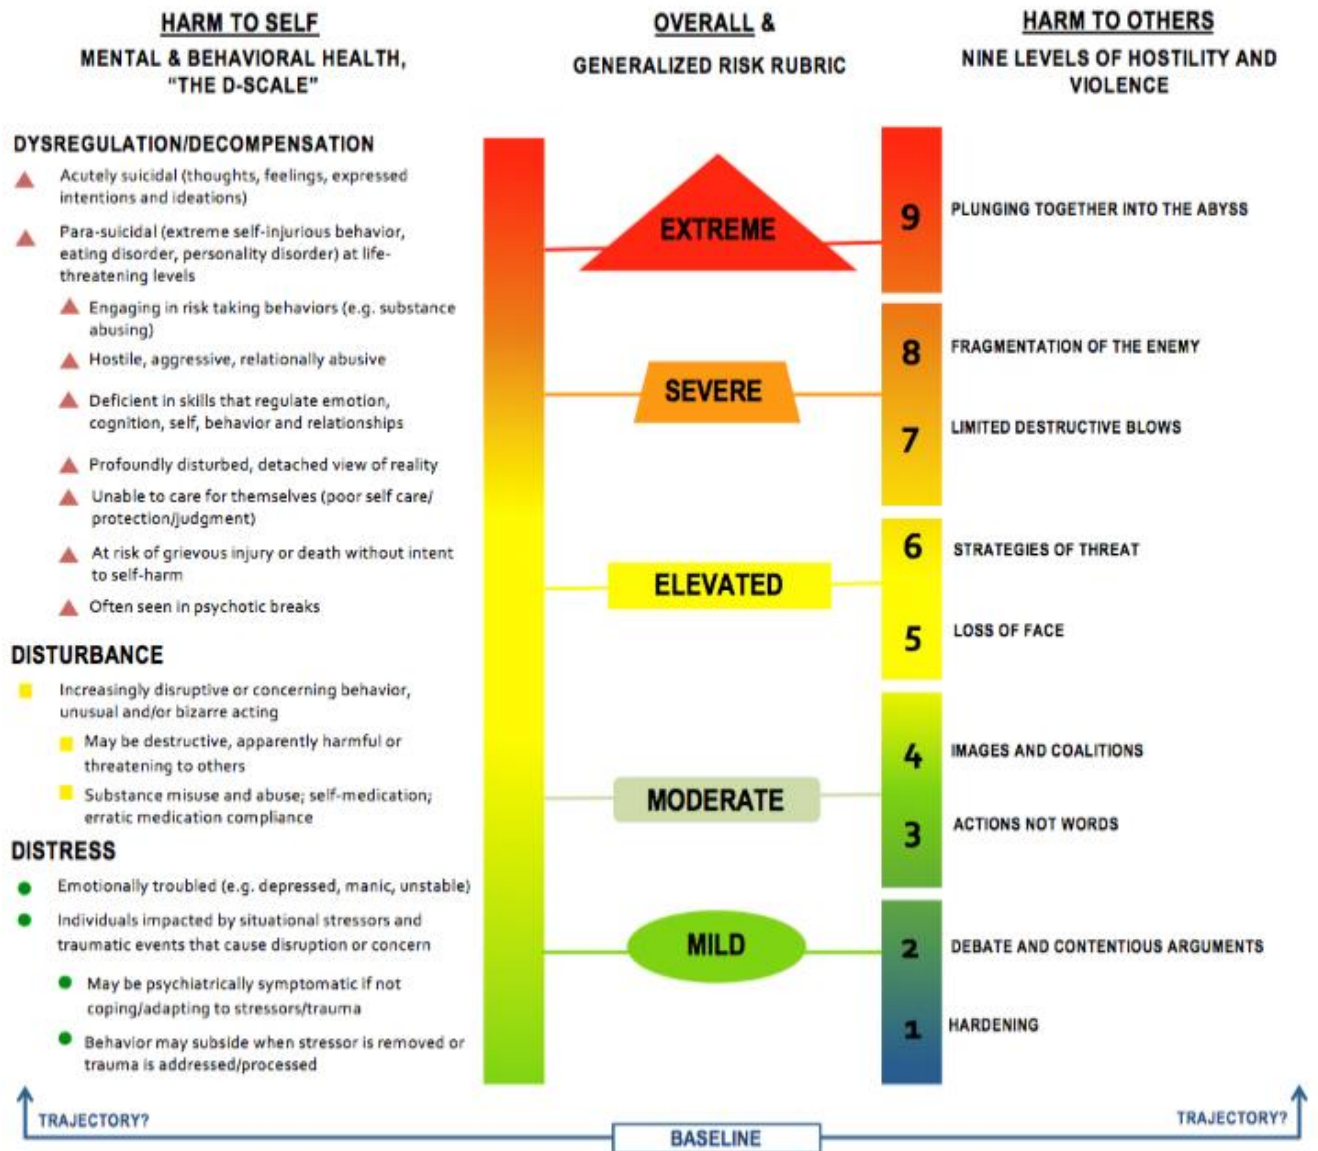 HARM TO SELF
MENTAL & BEHAVIORAL HEALTH,
“THE D-SCALE”
DYSREGULATION/DECOMPENSATION
Acutely suicidal (thoughts, feelings, expressed
intentions and ideations)
Para-suicidal (extreme self-injurious behavior,
eating disorder, personality disorder) at life-
threatening levels
Engaging in risk taking behaviors (e.g. substance
abusing)
Hostile, aggressive, relationally abusive
Deficient in skills that regulate emotion,
cognition, self, behavior and relationships
Profoundly disturbed, detached view of reality
Unable to care for themselves (poor self care/
protection/judgment)
At risk of grievous injury or death without intent
to self-harm
Often seen in psychotic breaks
DISTURBANCE
Increasingly disruptive or concerning behavior,
unusual and/or bizarre acting
May be destructive, apparently harmful or
threatening to others
Substance misuse and abuse; self-medication;
erratic medication compliance
DISTRESS
Emotionally troubled (e.g. depressed, manic, unstable)
Individuals impacted by situational stressors and
traumatic events that cause disruption or concern
May be psychiatrically symptomatic if not
coping/adapting to stressors/trauma
Behavior may subside when stressor is removed or
trauma is addressed/processed
OVERALL &
GENERALIZED RISK RUBRIC
EXTREME
SEVERE
ELEVATED
MODERATE
MILD
HARM TO OTHERS
NINE LEVELS OF HOSTILITY AND
VIOLENCE
9 PLUNGING TOGETHER INTO THE ABYSS
8 FRAGMENTATION OF THE ENEMY
7 LIMITED DESTRUCTIVE BLOWS
6 STRATEGIES OF THREAT
5 LOSS OF FACE
4 IMAGES AND COALITIONS
3 ACTIONS NOT WORDS
2 DEBATE AND CONTENTIOUS ARGUMENTS
1 HARDENING
TRAJECTORY?
BASELINE
TRAJECTORY?